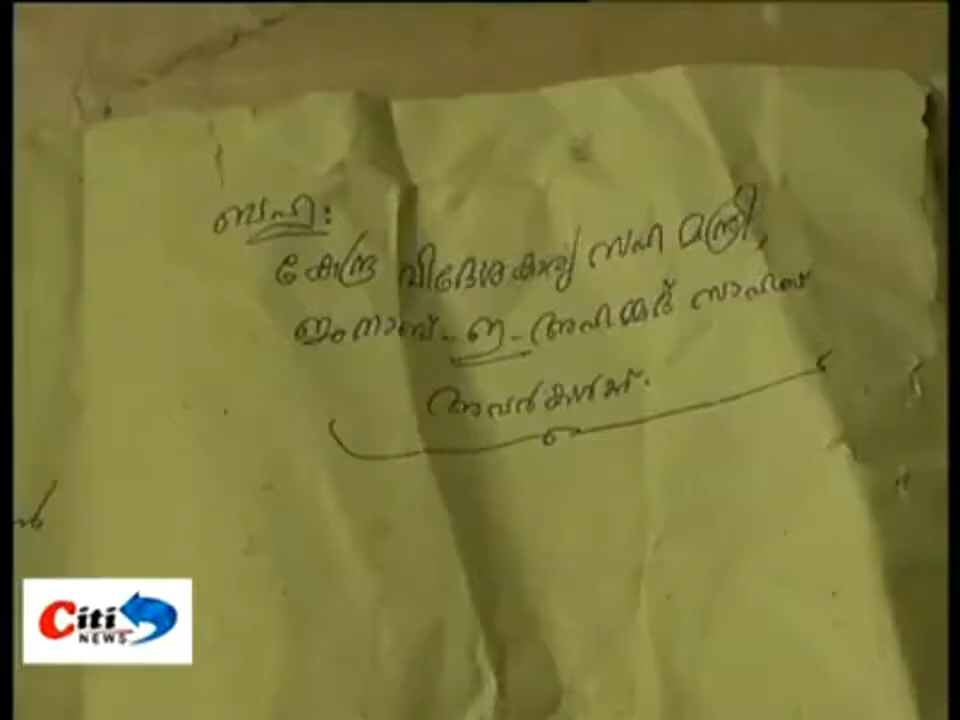 ബഹു:
കേന്ദ്ര വിദേശകാര്യ സഹ മന്ത്രി,
ജനാബ് - ഇ - അഹമ്മദ് സാഹിബ്
അവർകൾക്ക്.
ൽ
Citi
NEWS